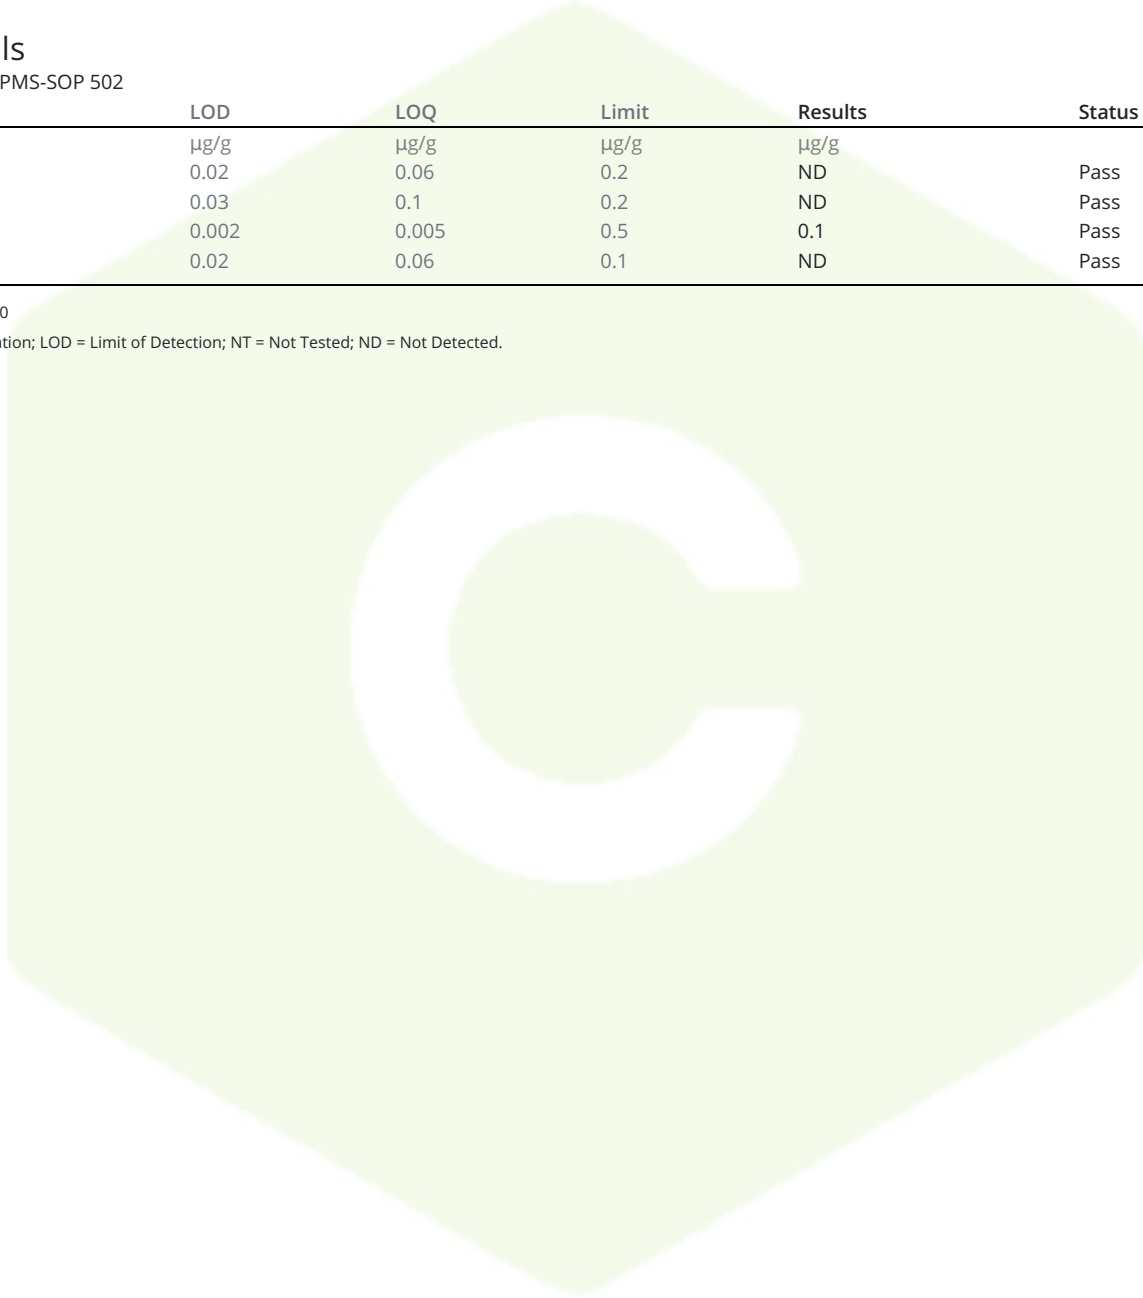 ls
PMS-SOP 502
LOD LOQ Limit Results Status
µg/g µg/g µg/g µg/g
0.02 0.06 0.2 ND Pass
0.03 0.1 0.2 ND Pass
0.002 0.005 0.5 0.1 Pass
0.02 0.06 0.1 ND Pass
0
ation; LOD = Limit of Detection; NT = Not Tested; ND = Not Detected.
C